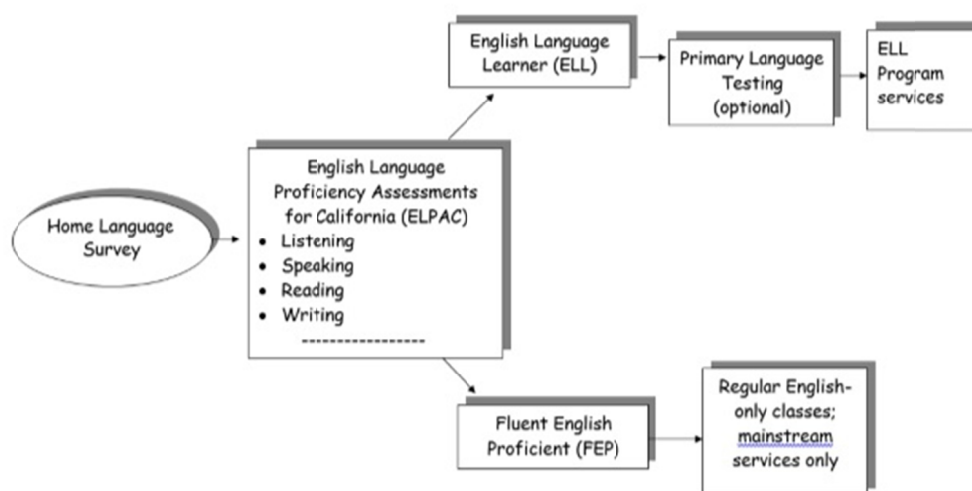 Home Language
Survey
English Language
Proficiency Assessments
for California (ELPAC)
• Listening
• Speaking
• Reading
• Writing
-----------------
English Language
Learner (ELL)
Primary Language
Testing
(optional)
ELL
Program
services
Fluent English
Proficient (FEP)
Regular English-
only classes;
mainstream
services only